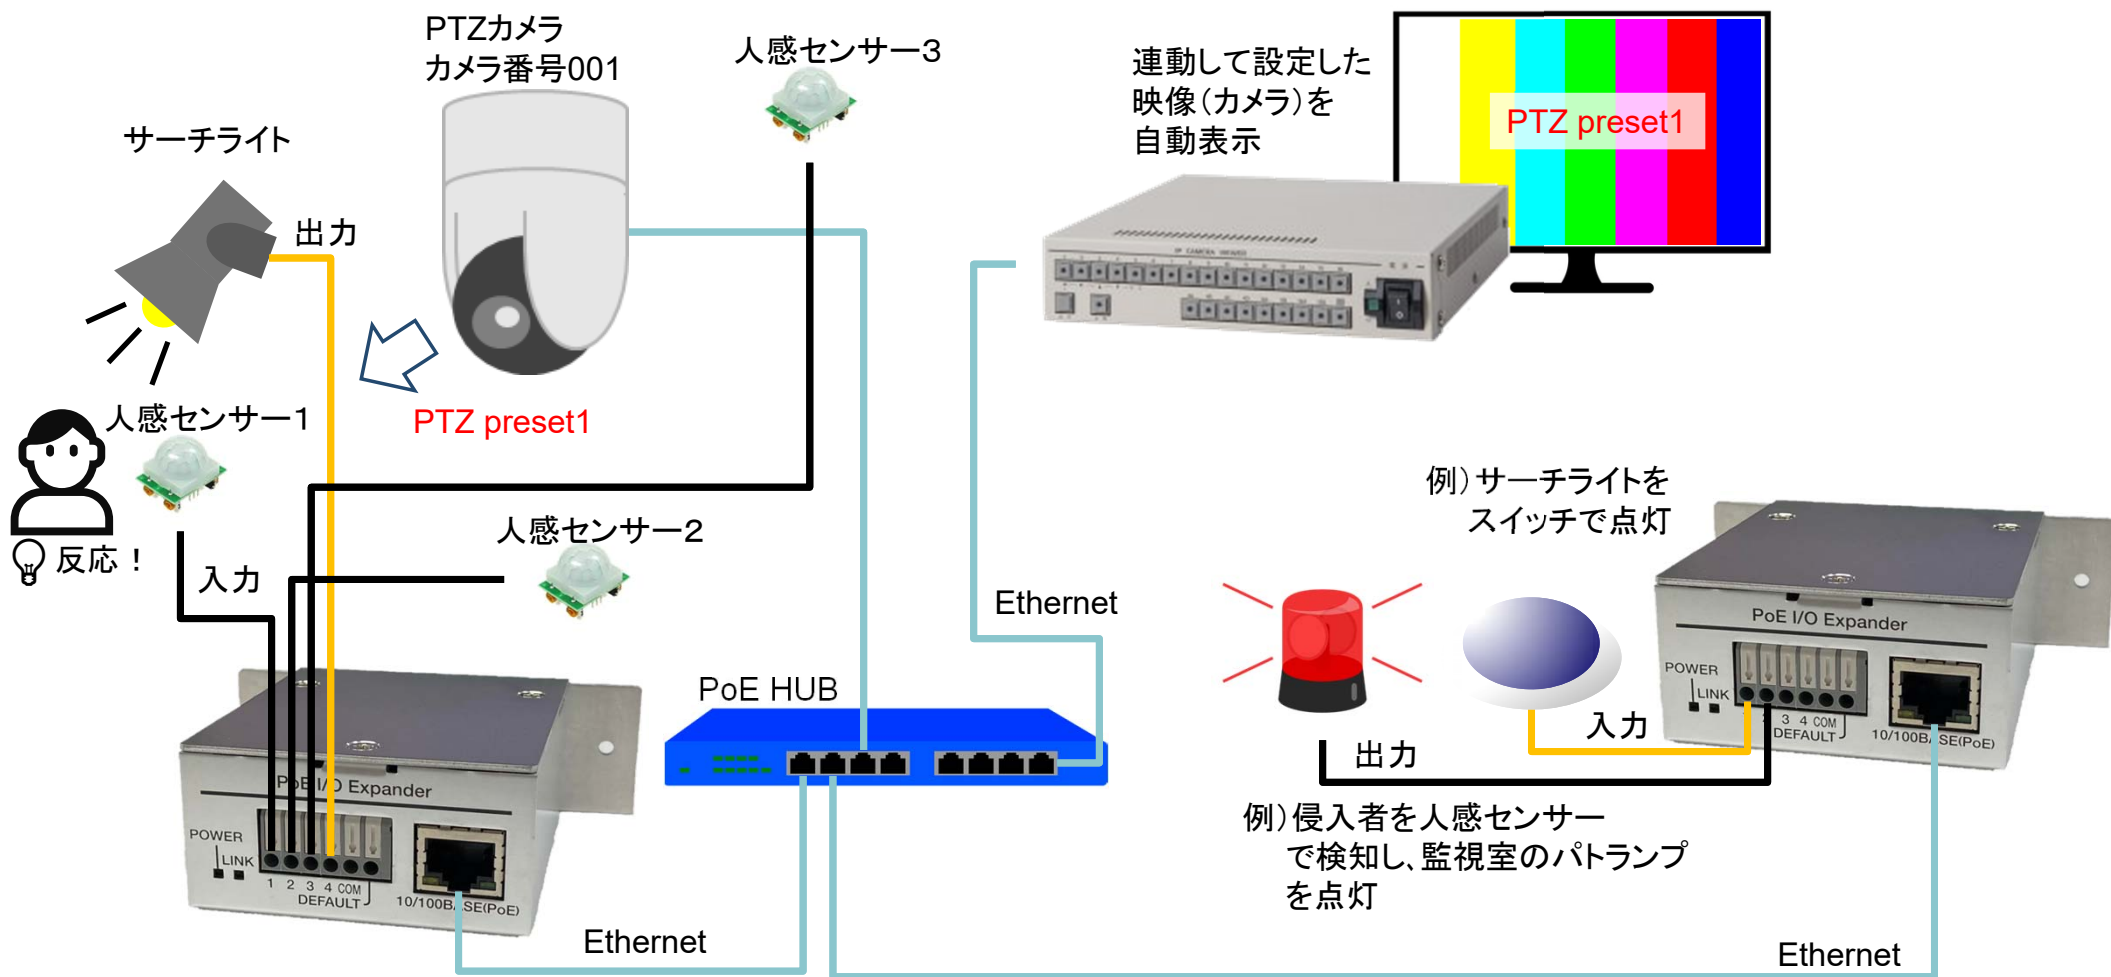 PTZカメラ
カメラ番号001
人感センサー3
連動して設定した
映像(カメラ)を
自動表示
PTZ preset1
サーチライト
出力
PTZ preset1
人感センサー1
反応!
入力
人感センサー2
例)サーチライトを
スイッチで点灯
Ethernet
PoE HUB
PoE I/O Expander
POWER
LINK
3 4 COM
DEFAULT
10/100BASE(PoE)
入力
出力
例)侵入者を人感センサー
で検知し、監視室のパトランプ
を点灯
PoE I/O Expander
POWER
LINK
1 2 3 4 COM
DEFAULT
10/100BASE(PoE)
Ethernet
Ethernet
IP CAMERA VIEWER